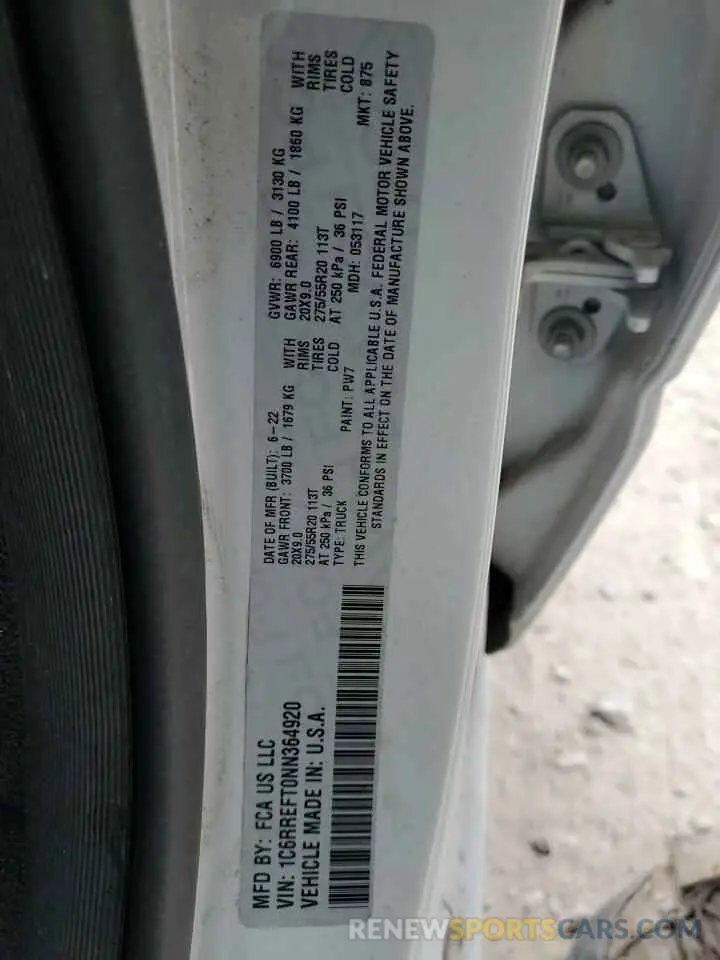 MFD BY: FCA US LLC
VIN: 1C6RREFT0NN364920
VEHICLE MADE IN: U.S.A.
DATE OF MFR (BUILT): 6-22
GAWR FRONT: 3700 LB / 1679 KG WITH
20X9.0 RIMS
275/55R20 113T TIRES
AT 250 kPa / 36 PSI COLD
TYPE: TRUCK PAINT: PW7
GVWR: 6900 LB / 3130 KG
GAWR REAR: 4100 LB / 1860 KG WITH
20X9.0 RIMS
275/55R20 113T TIRES
AT 250 kPa / 36 PSI COLD
MDH: 053117 MKT: 875
THIS VEHICLE CONFORMS TO ALL APPLICABLE U.S.A. FEDERAL MOTOR VEHICLE SAFETY
STANDARDS IN EFFECT ON THE DATE OF MANUFACTURE SHOWN ABOVE.
RENEWSPORTSCARS.COM